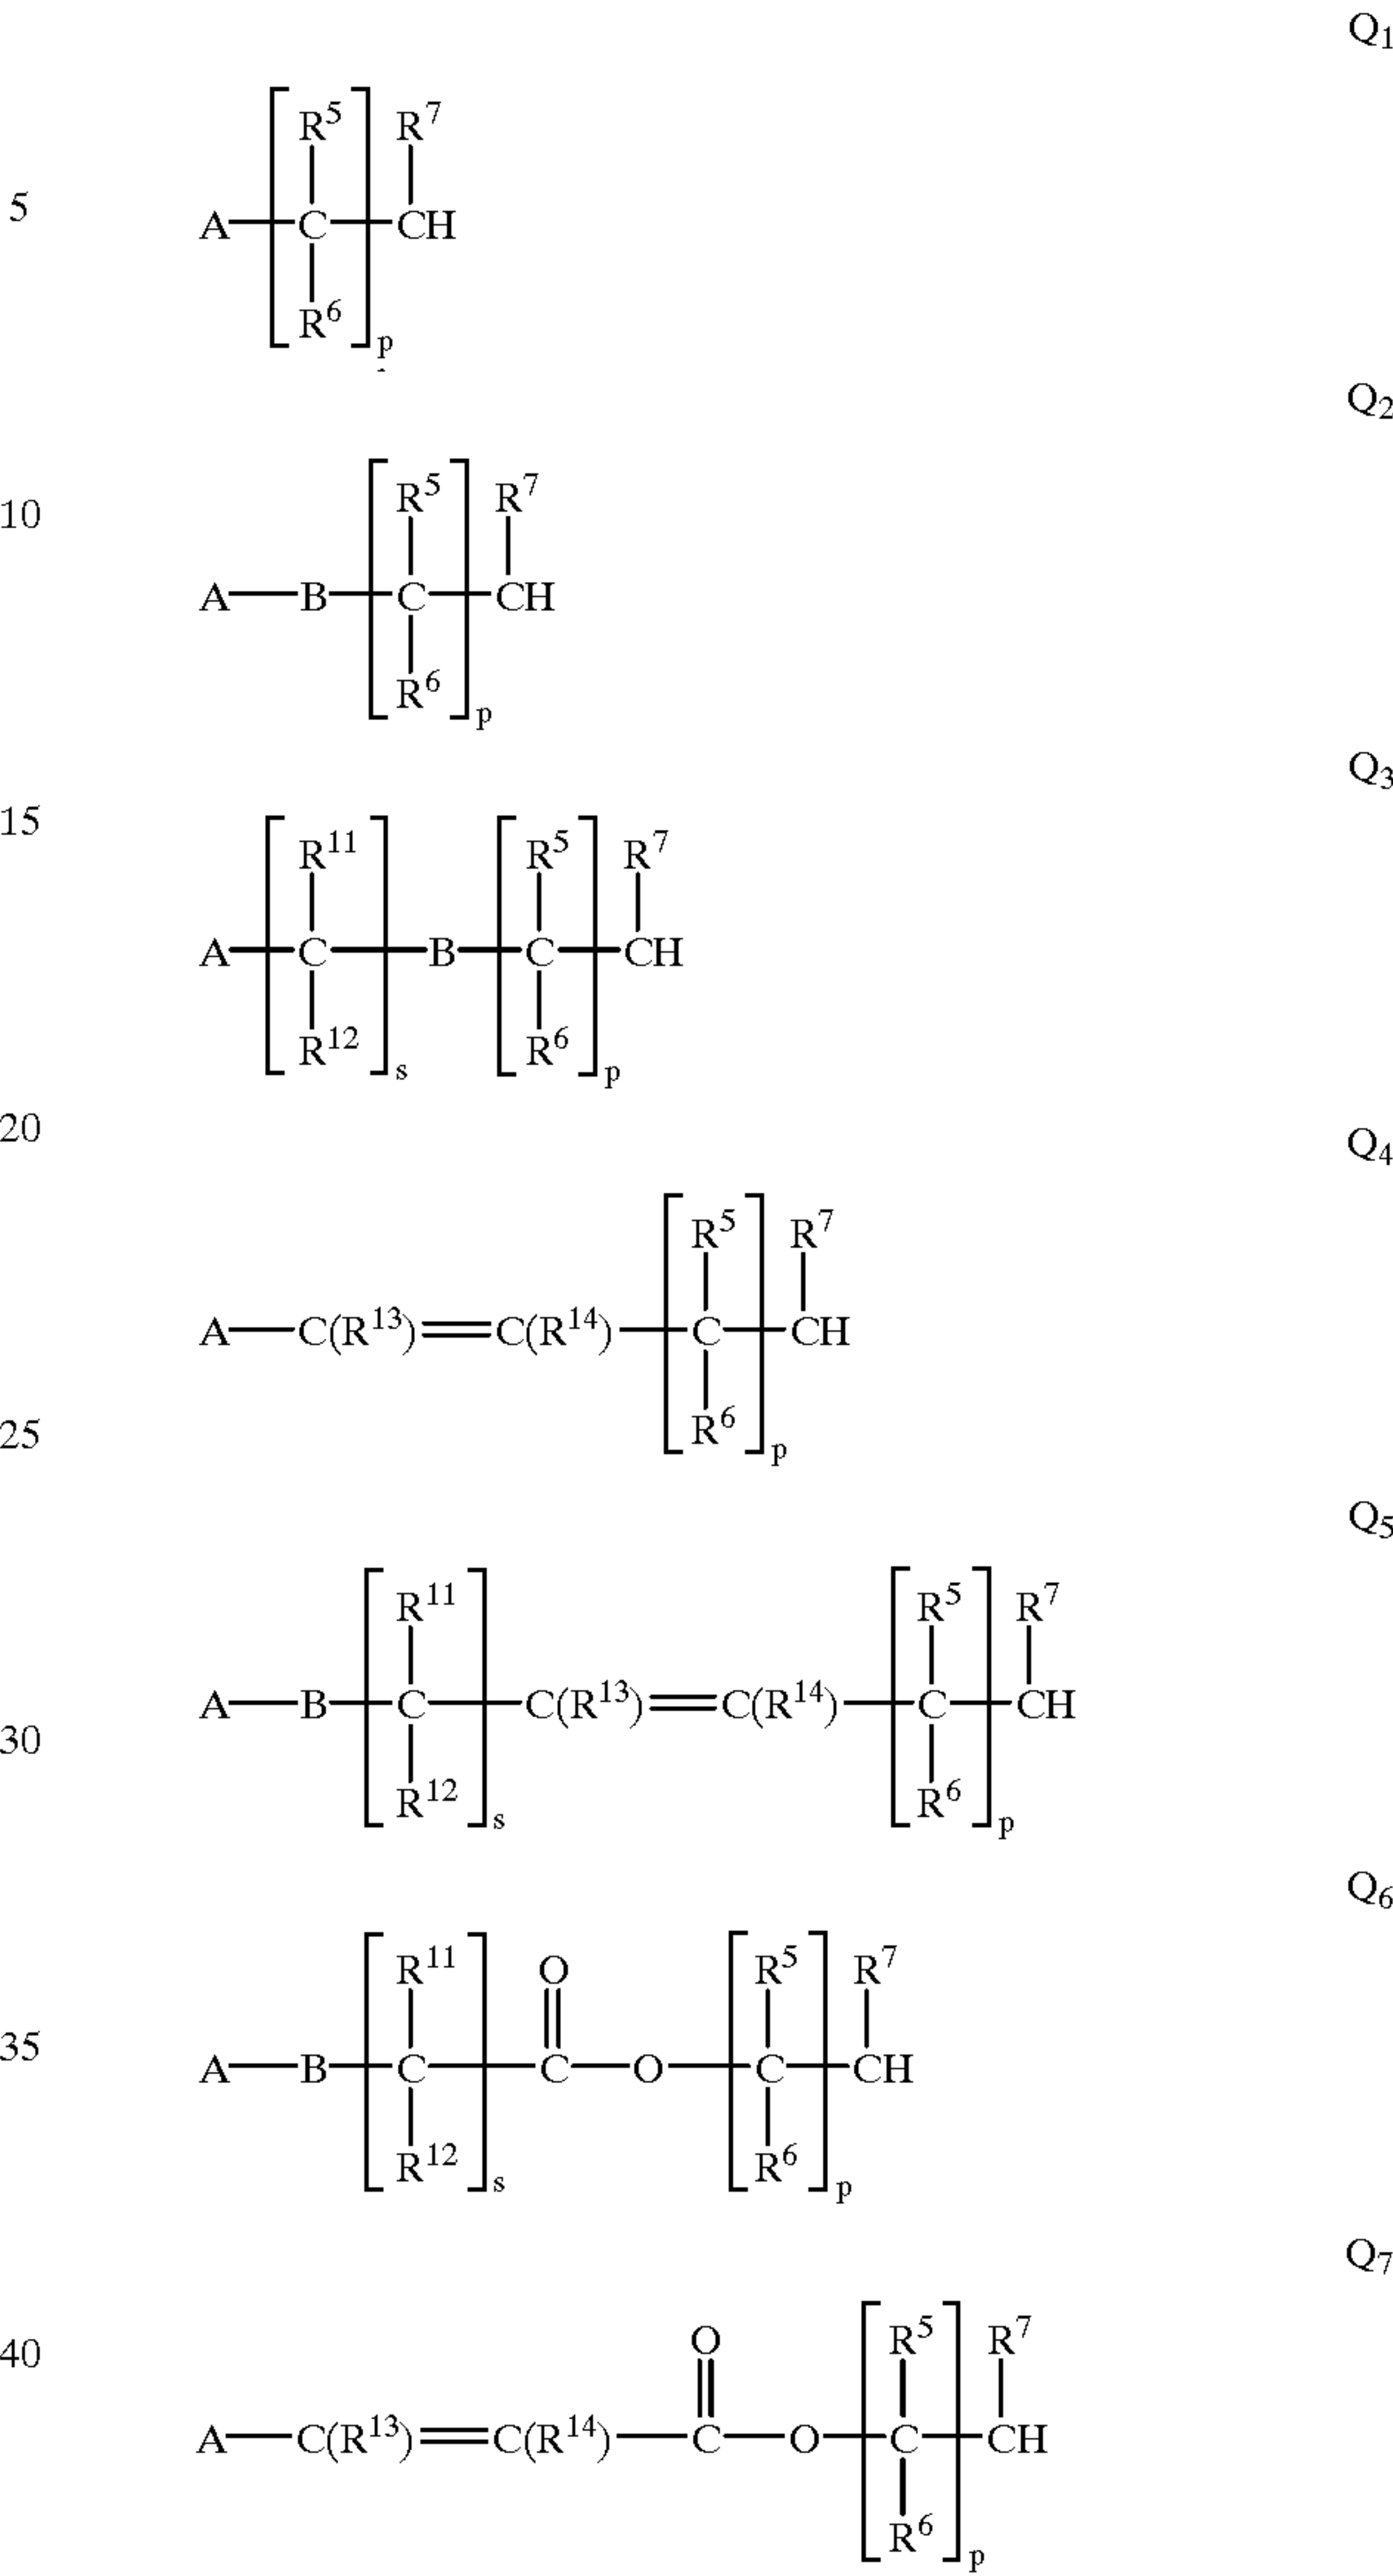 Q1
R5 R7
5
A C CH
R6
p
Q2
R5 R7
10
A B C CH
R6
p
Q3
15
R11 R5 R7
A C B C CH
R12 R6
s p
20
Q4
R5 R7
A C(R13) C(R14) C CH
R6
25
p
Q5
R11 R5 R7
A B C C(R13) C(R14) C CH
30
R12 R6
s p
Q6
R11 O R5 R7
35
A B C C O C CH
R12 R6
s p
Q7
O R5 R7
40
A C(R13) C(R14) C O C CH
R6
p